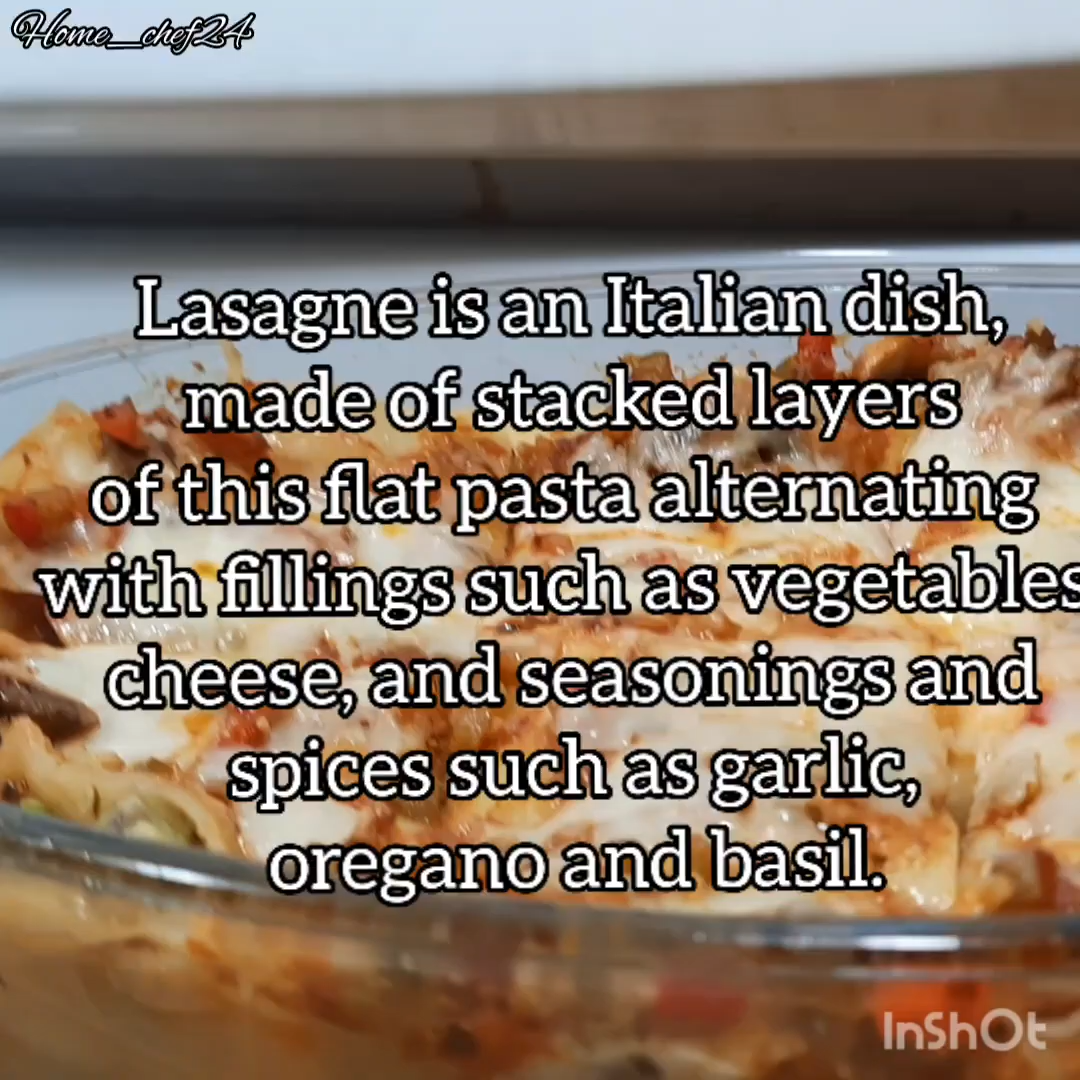 Home__chef24
Lasagne is an Italian dish,
made of stacked layers
of this flat pasta alternating
with fillings such as vegetables
cheese, and seasonings and
spices such as garlic,
oregano and basil.
InShOt